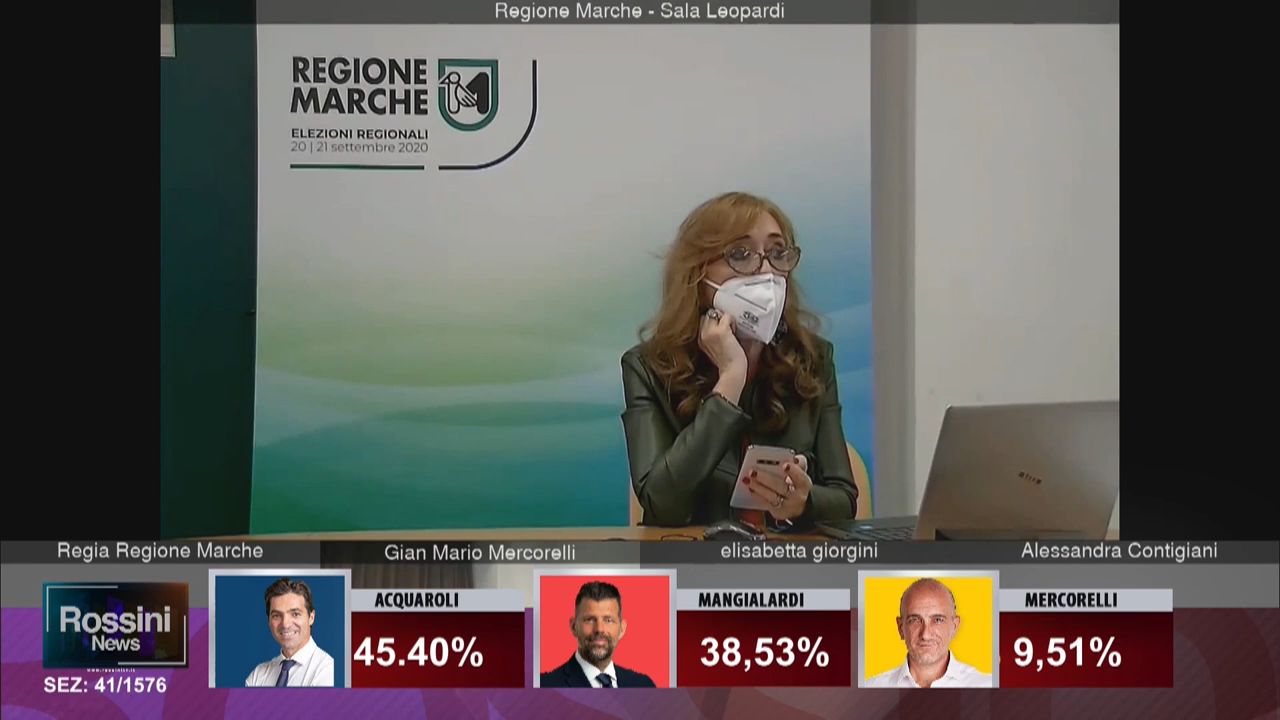 Regione Marche - Sala Leopardi
REGIONE
MARCHE
ELEZIONI REGIONALI
20 | 21 settembre 2020
Regia Regione Marche
Gian Mario Mercorelli
elisabetta giorgini
Alessandra Contigiani
Rossini
News
SEZ: 41/1576
ACQUAROLI
45.40%
MANGIALARDI
38,53%
MERCORELLI
9,51%